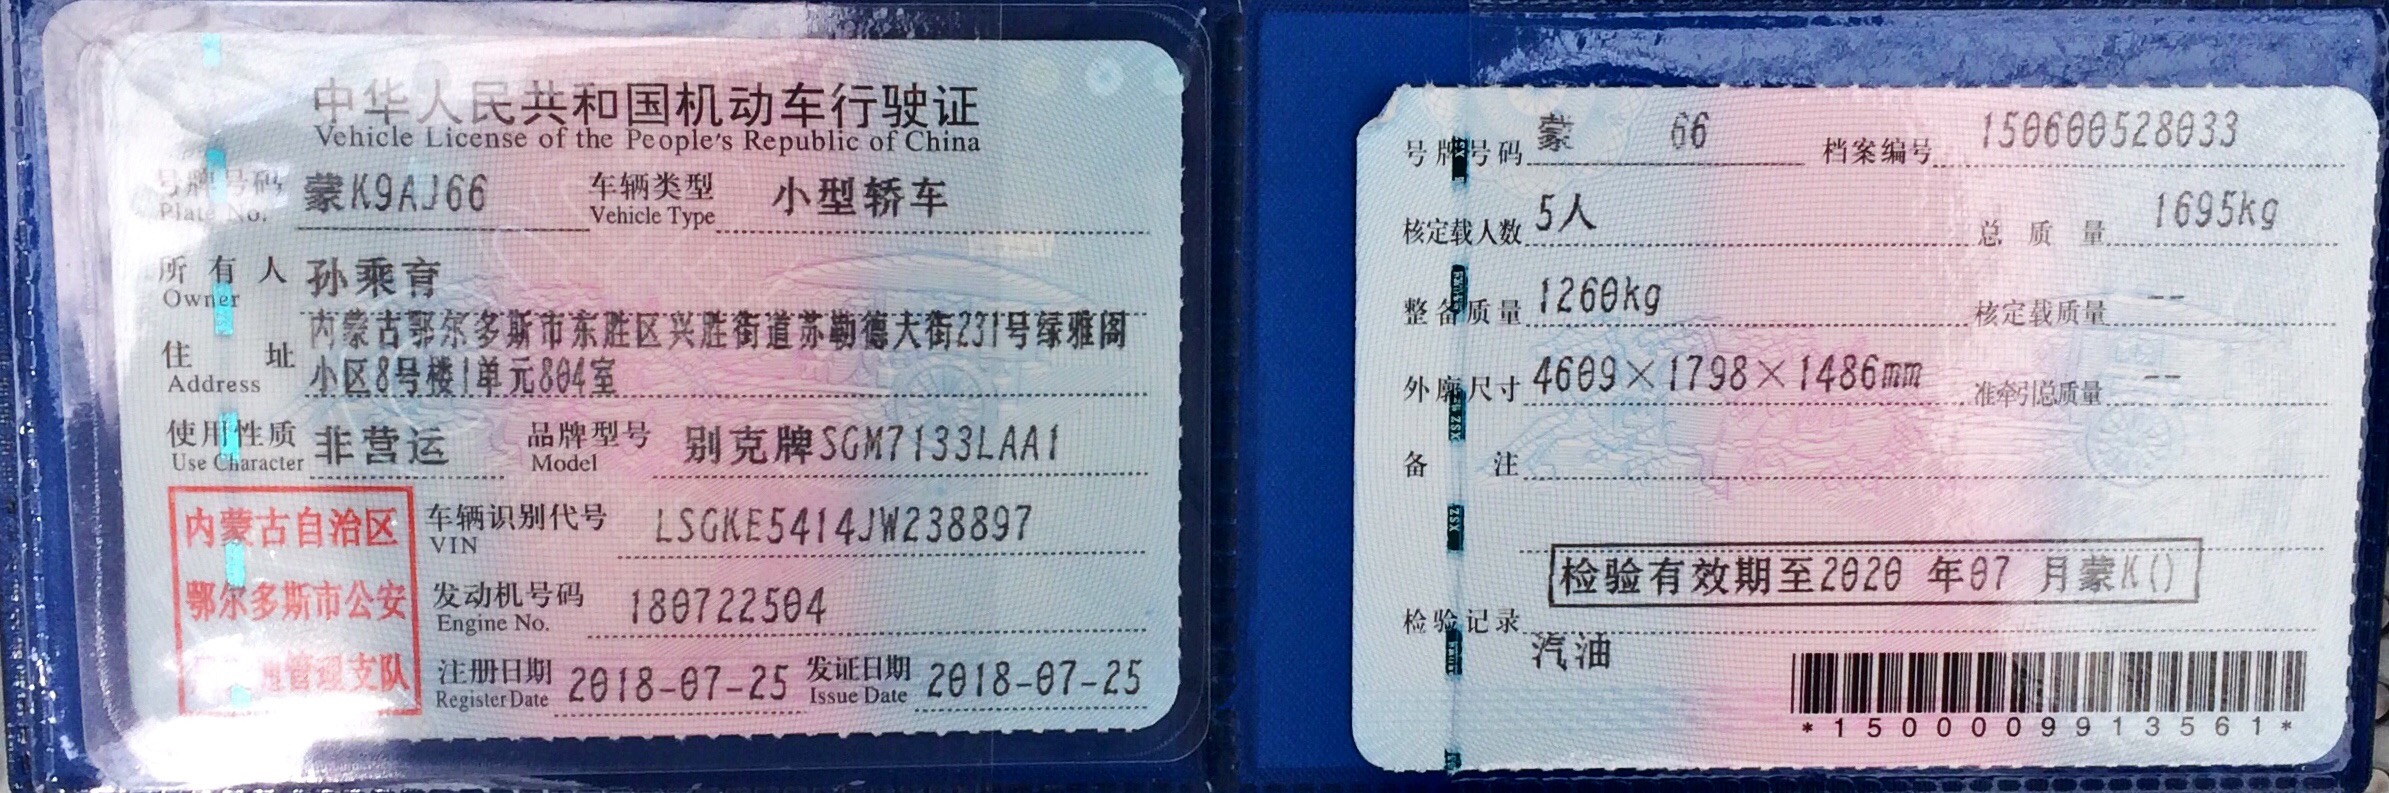 中华人民共和国机动车行驶证
Vehicle License of the People's Republic of China
号牌号码 蒙K9AJ66 车辆类型 小型轿车
Plate No. Vehicle Type
所有人 孙乘育
Owner
住址 内蒙古鄂尔多斯市东胜区兴胜街道苏勒德大街231号绿雅阁
Address 小区8号楼1单元804室
使用性质 非营运 品牌型号 别克牌SGM7133LAA1
Use Character Model
内蒙古自治区
鄂尔多斯市公安
管理支队
车辆识别代号 LSGKE5414JW238897
VIN
发动机号码 180722504
Engine No.
注册日期 2018-07-25 发证日期 2018-07-25
Register Date Issue Date
号牌号码 蒙 66 档案编号 150600528033
核定载人数 5人 总质量 1695kg
整备质量 1260kg 核定载质量 --
外廓尺寸 4609×1798×1486mm 准牵引总质量 --
备注
检验有效期至2020 年07 月蒙K()
检验记录
汽油
*1500009913561*